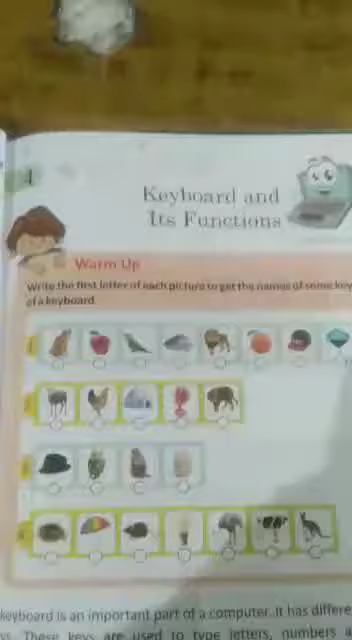 4
Keyboard and
Its Functions
Warm Up
Write the first letter of each picture to get the names of some key
of a keyboard.
keyboard is an important part of a computer. It has differe
ys. These keys are used to type letters, numbers a